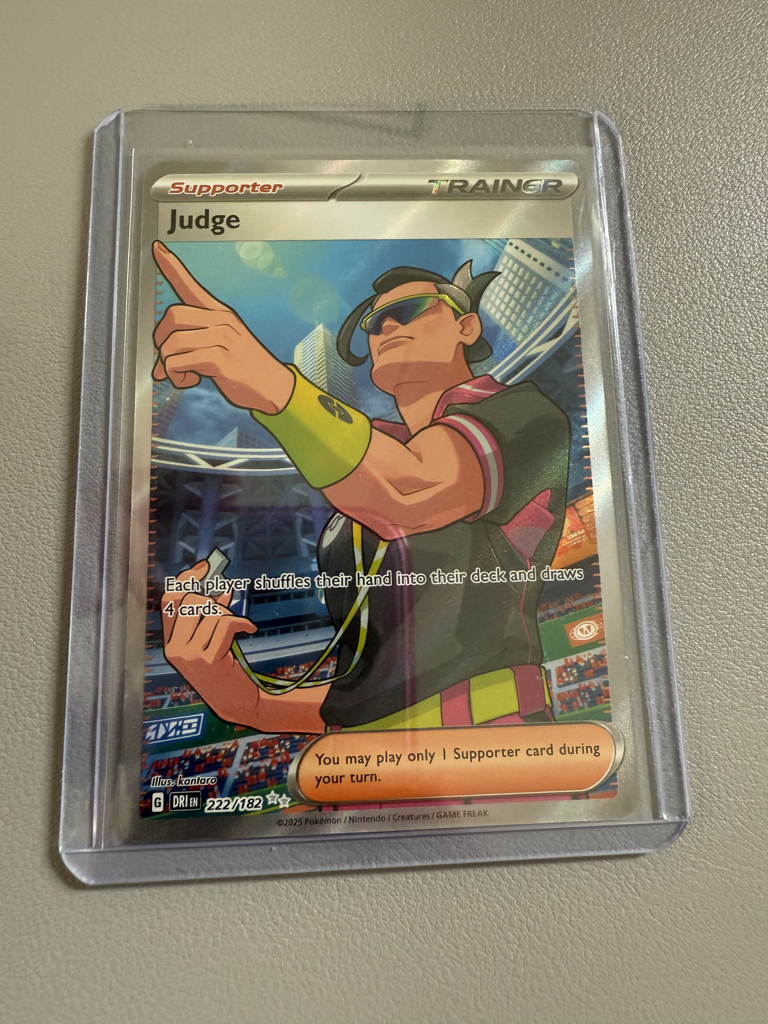 Supporter
TRAINER
Judge
Each player shuffles their hand into their deck and draws
4 cards.
You may play only 1 Supporter card during
your turn.
Illus. kantaro
G DRI EN 222/182
©2025 Pokémon / Nintendo / Creatures / GAME FREAK